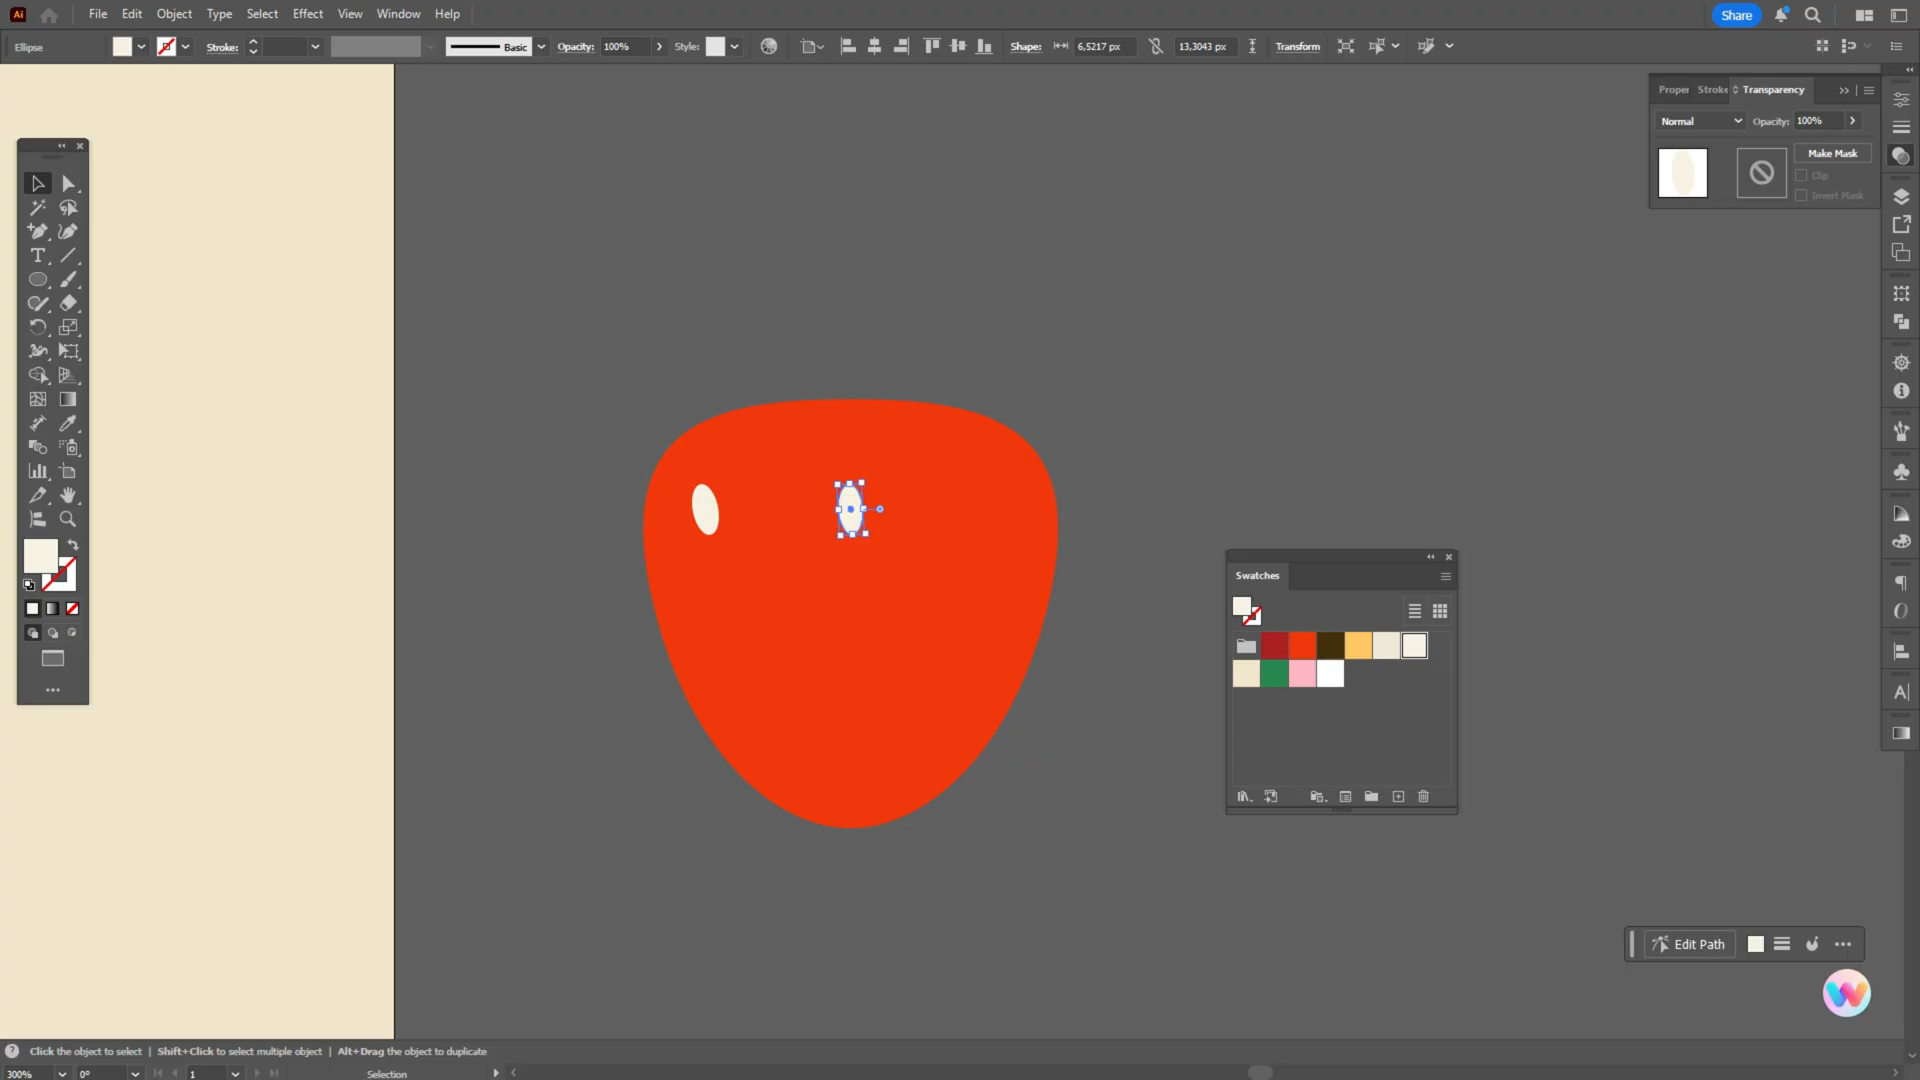 Ai File Edit Object Type Select Effect View Window Help Share
Ellipse Stroke: Basic Opacity: 100% Style: Shape: 6,5217 px 13,3043 px Transform
Proper Stroke Transparency
Normal Opacity: 100%
Make Mask
Clip
Invert Mask
Swatches
Edit Path
Click the object to select | Shift+Click to select multiple object | Alt+Drag the object to duplicate
300% 0° 1 Selection